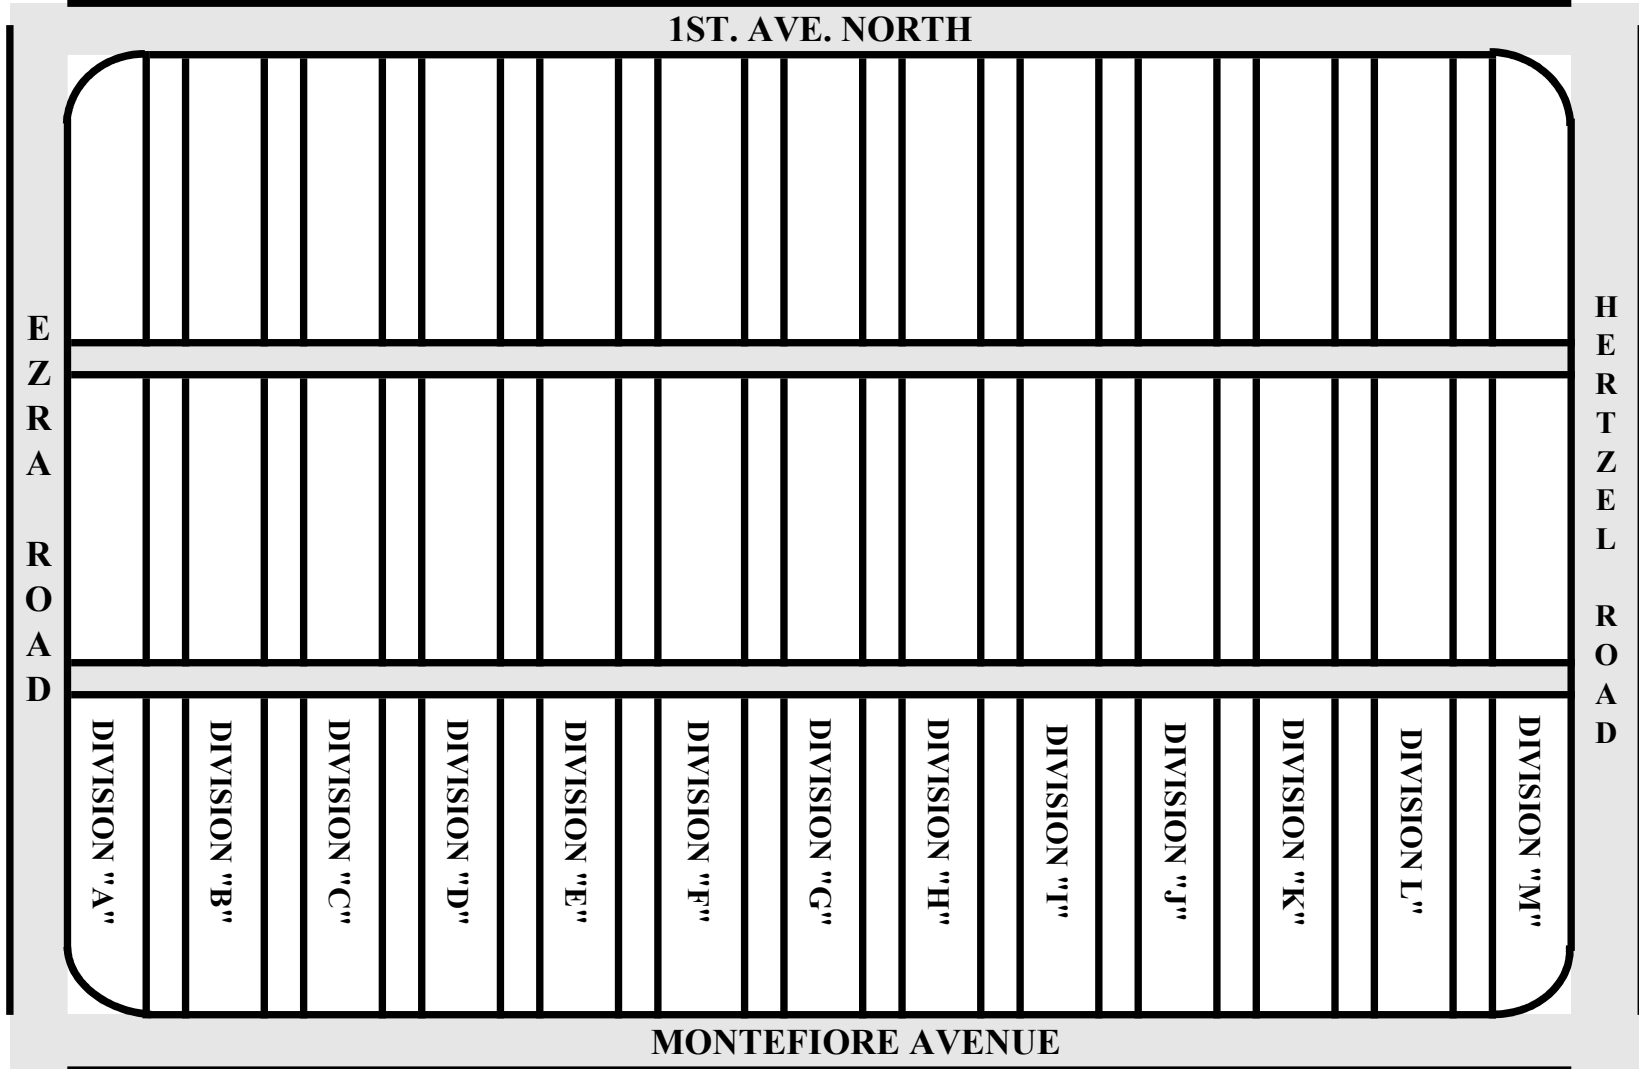 1ST. AVE. NORTH
EZRA ROAD
HERTZEL ROAD
DIVISION "A"
DIVISION "B"
DIVISION "C"
DIVISION "D"
DIVISION "E"
DIVISION "F"
DIVISION "G"
DIVISION "H"
DIVISION "I"
DIVISION "J"
DIVISION "K"
DIVISION L"
DIVISION "M"
MONTEFIORE AVENUE